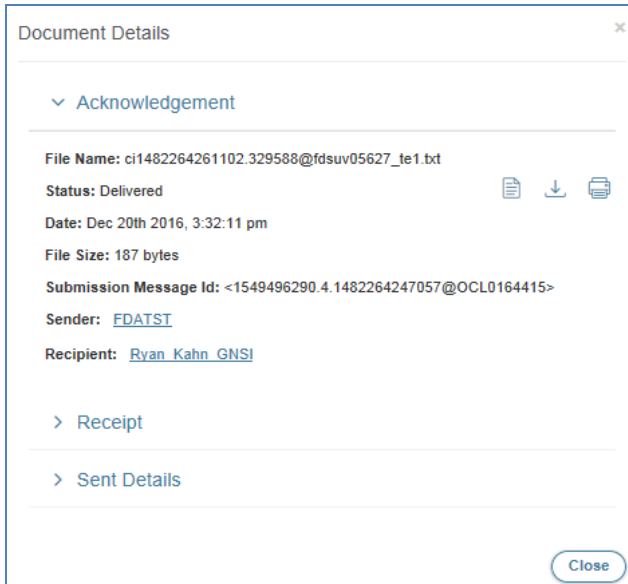 Document Details
Acknowledgement
File Name: ci1482264261102.329588@fdsuv05627_te1.txt
Status: Delivered
Date: Dec 20th 2016, 3:32:11 pm
File Size: 187 bytes
Submission Message Id: <1549496290.4.1482264247057@OCL0164415>
Sender: FDATST
Recipient: Ryan_Kahn_GNSI
Receipt
Sent Details
Close